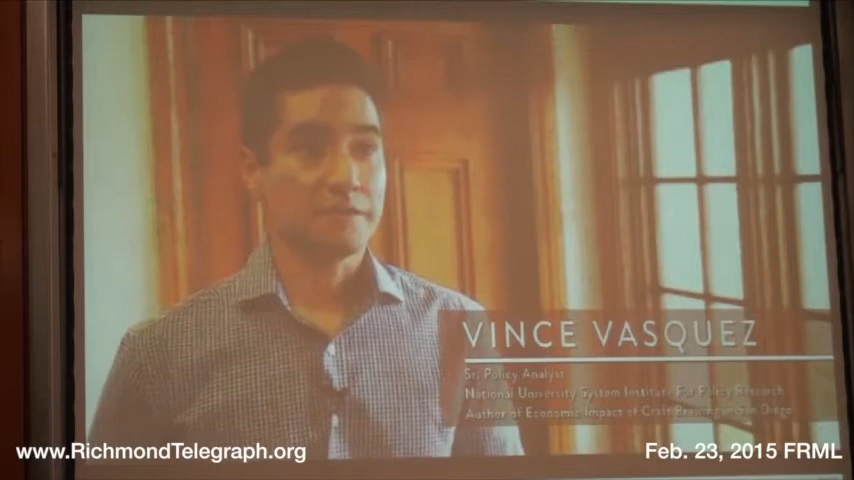 VINCE VASQUEZ
Sr. Policy Analyst
National University System Institute For Policy Research
Author of Economic Impact of Craft Brewing in San Diego
www.RichmondTelegraph.org
Feb. 23, 2015 FRML